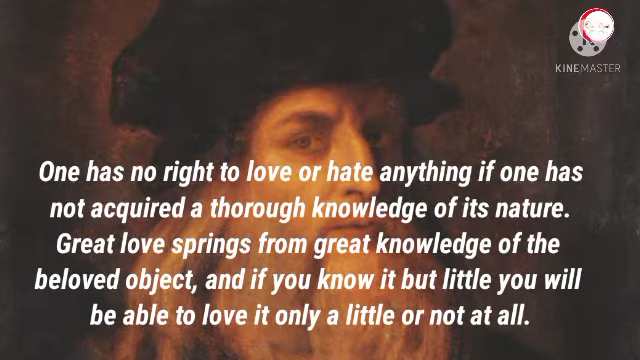 KINEMASTER
One has no right to love or hate anything if one has
not acquired a thorough knowledge of its nature.
Great love springs from great knowledge of the
beloved object, and if you know it but little you will
be able to love it only a little or not at all.